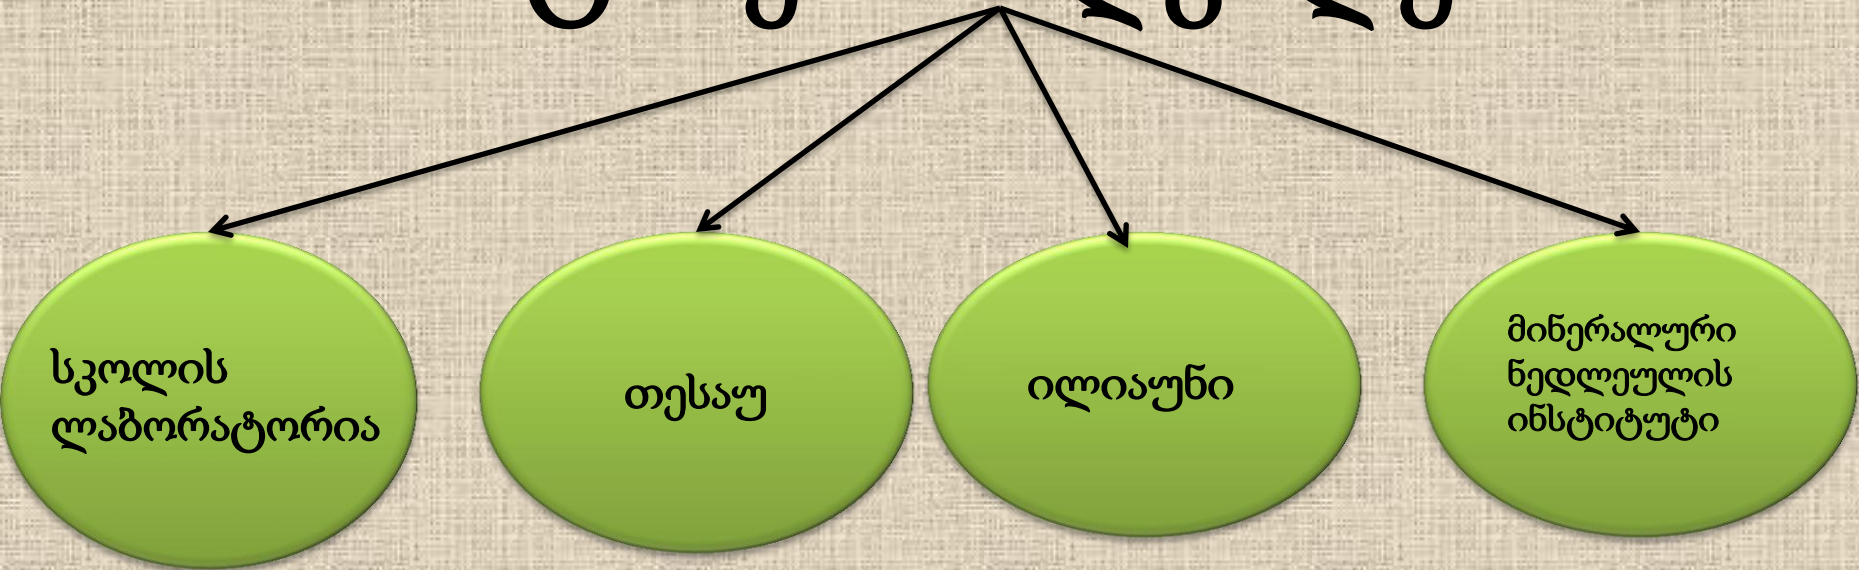 სკოლის
ლაბორატორია
თესაუ
ილიაუნი
მინერალური
ნედლეულის
ინსტიტუტი